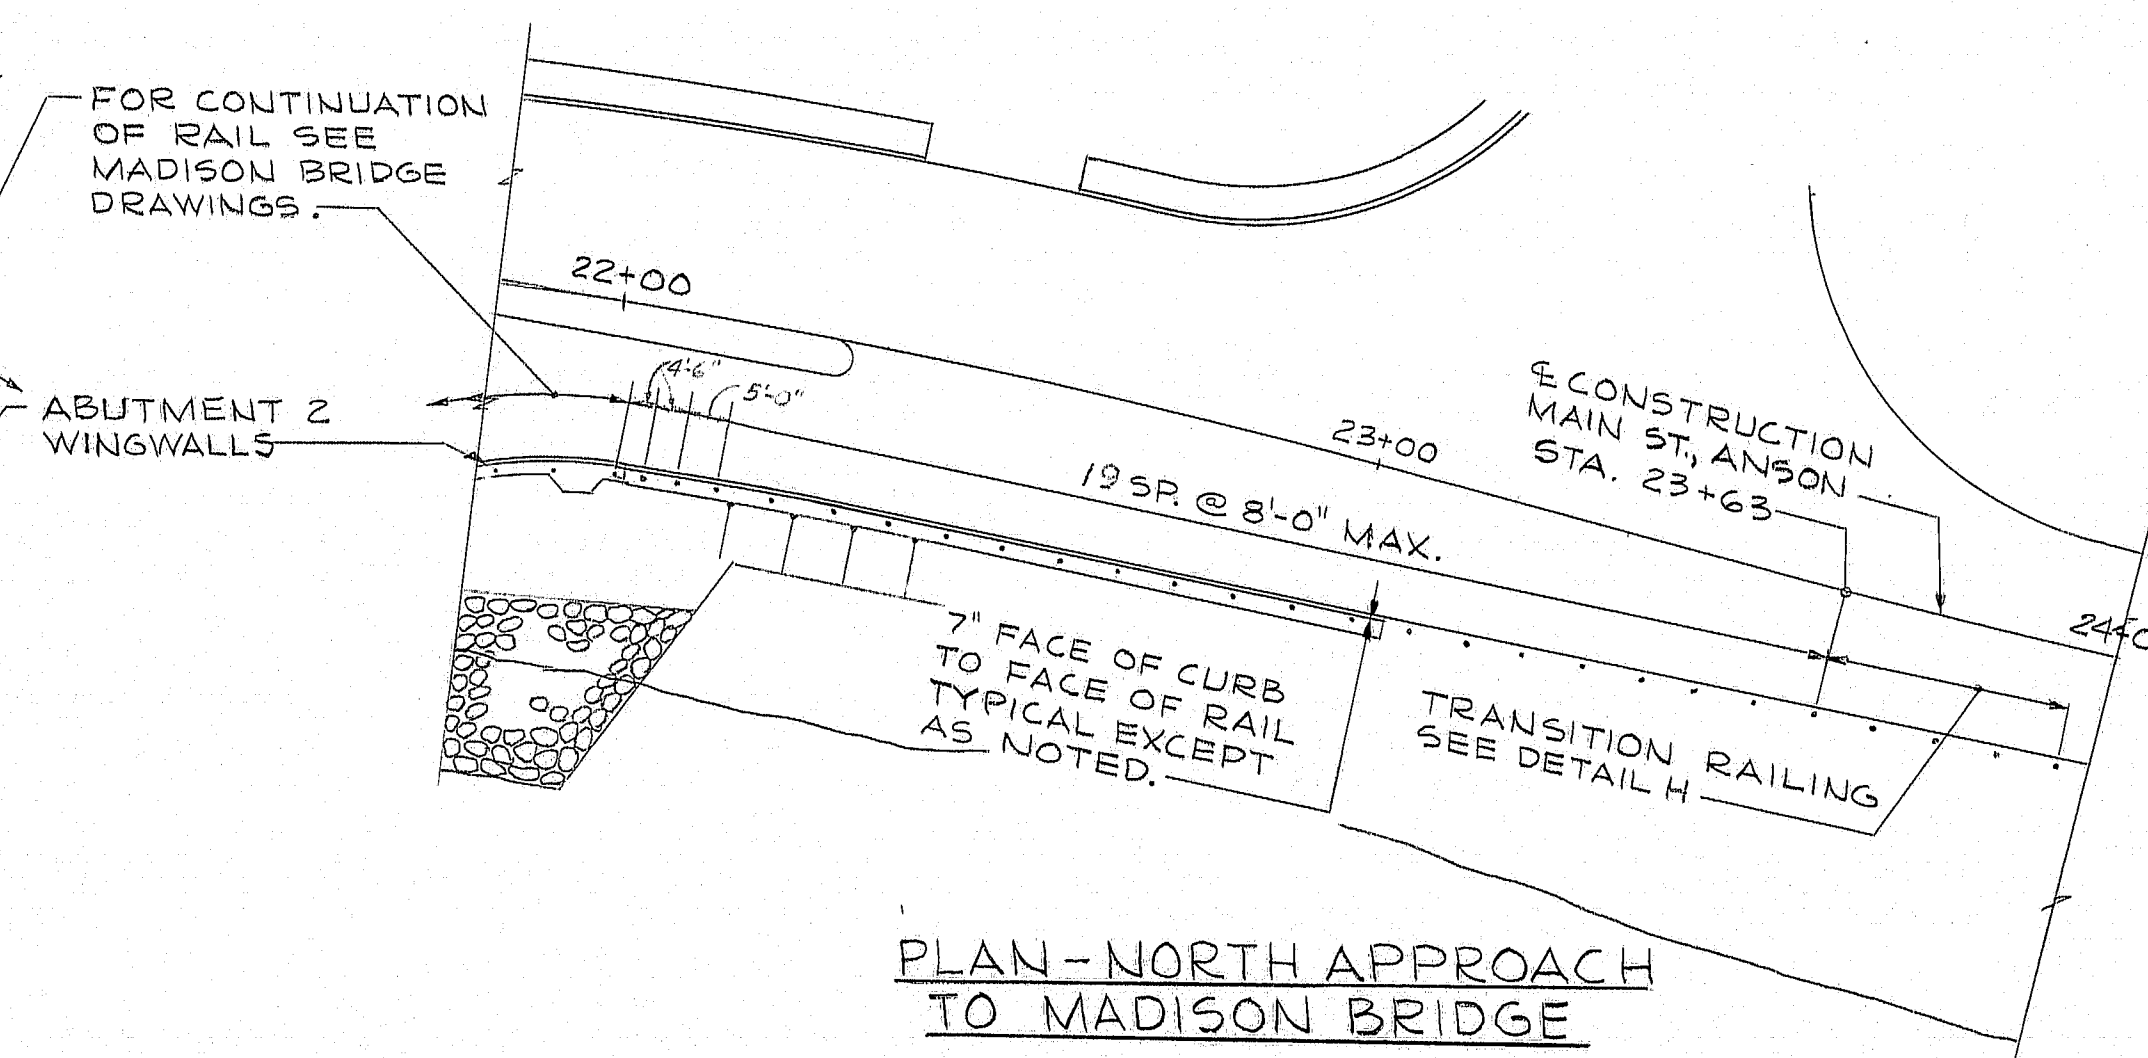 FOR CONTINUATION
OF RAIL SEE
MADISON BRIDGE
DRAWINGS.
22+00
4'-6"
5'-0"
ABUTMENT 2
WINGWALLS
℄ CONSTRUCTION
MAIN ST., ANSON
STA. 23+63
23+00
19 SP. @ 8'-0" MAX.
24+0
7" FACE OF CURB
TO FACE OF RAIL
TYPICAL EXCEPT
AS NOTED.
TRANSITION RAILING
SEE DETAIL H
PLAN - NORTH APPROACH
TO MADISON BRIDGE